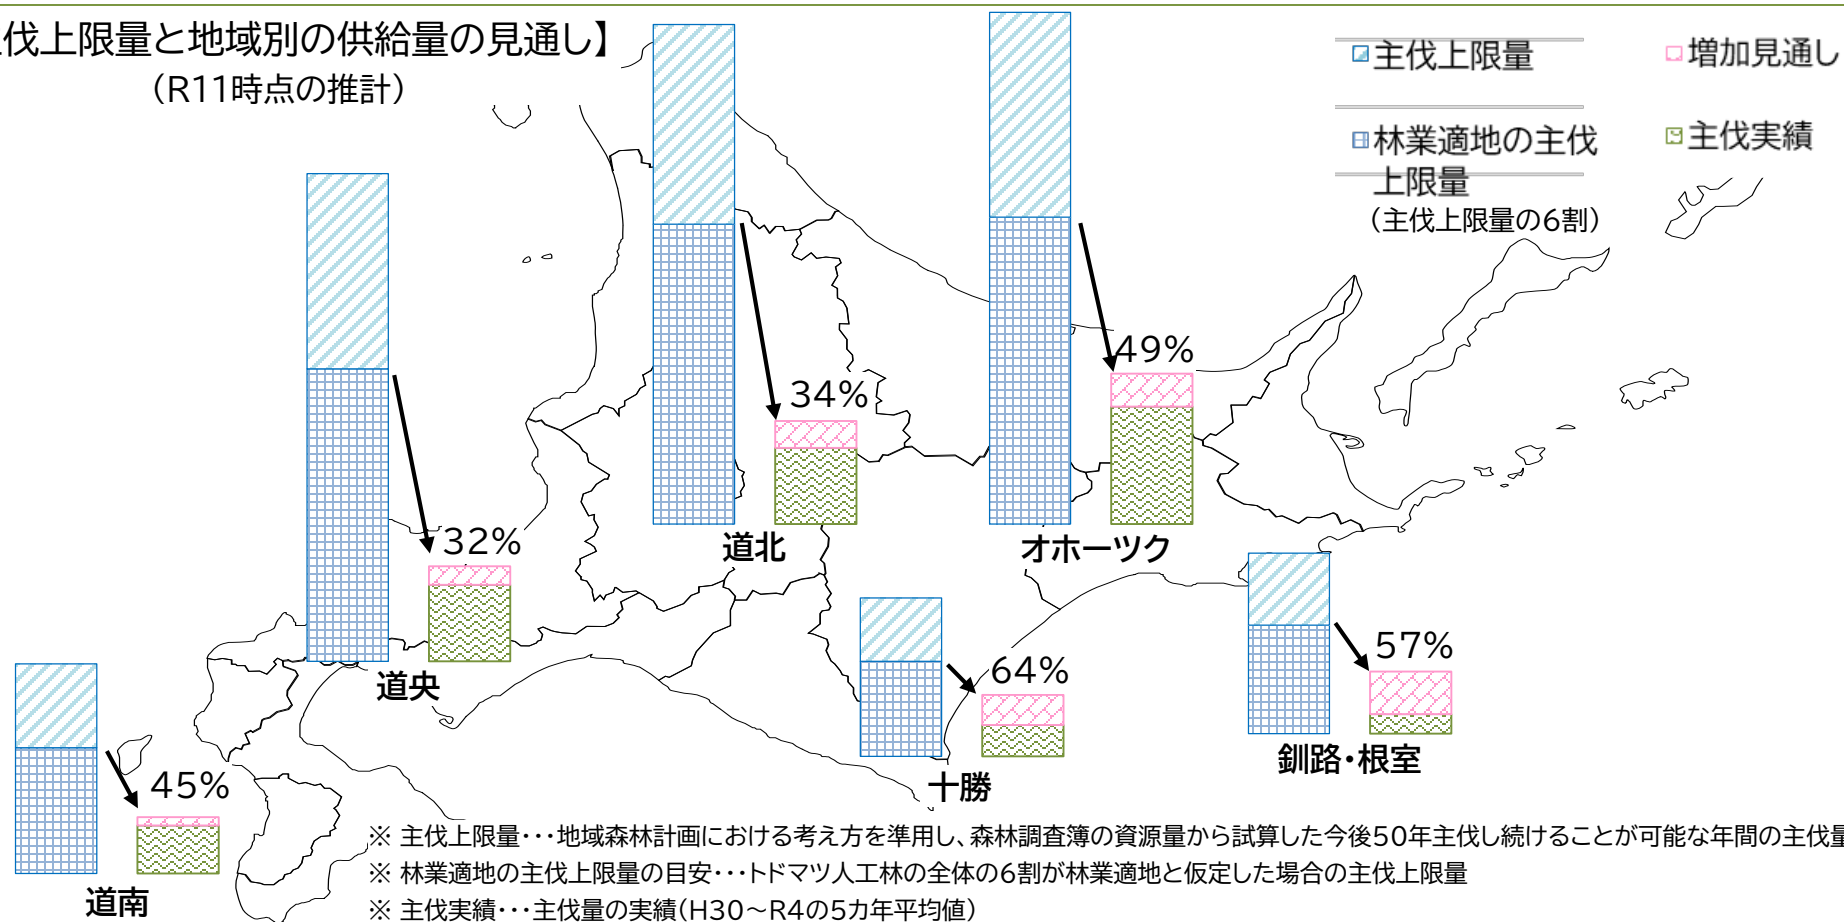 伐上限量と地域別の供給量の見通し】
（R11時点の推計）
主伐上限量
増加見通し
林業適地の主伐
上限量
（主伐上限量の6割）
主伐実績
49%
34%
32%
道北
オホーツク
57%
64%
道央
釧路・根室
45%
十勝
道南
※ 主伐上限量・・・地域森林計画における考え方を準用し、森林調査簿の資源量から試算した今後50年主伐し続けることが可能な年間の主伐量
※ 林業適地の主伐上限量の目安・・・トドマツ人工林の全体の6割が林業適地と仮定した場合の主伐上限量
※ 主伐実績・・・主伐量の実績（H30～R4の5カ年平均値）